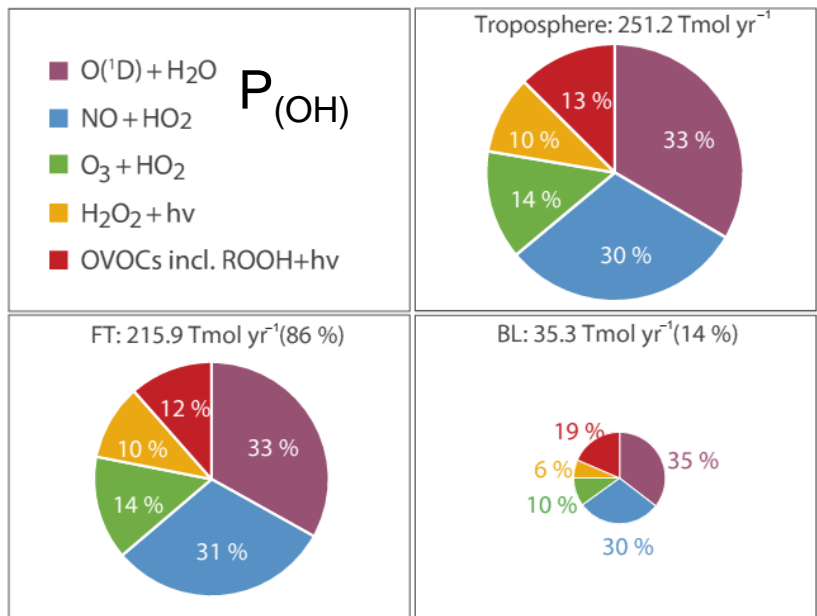 O(¹D) + H₂O
NO + HO₂
O₃ + HO₂
H₂O₂ + hv
OVOCs incl. ROOH+hv
P(OH)
Troposphere: 251.2 Tmol yr⁻¹
33 %
30 %
14 %
10 %
13 %
FT: 215.9 Tmol yr⁻¹(86 %)
33 %
31 %
14 %
10 %
12 %
BL: 35.3 Tmol yr⁻¹(14 %)
35 %
30 %
10 %
6 %
19 %